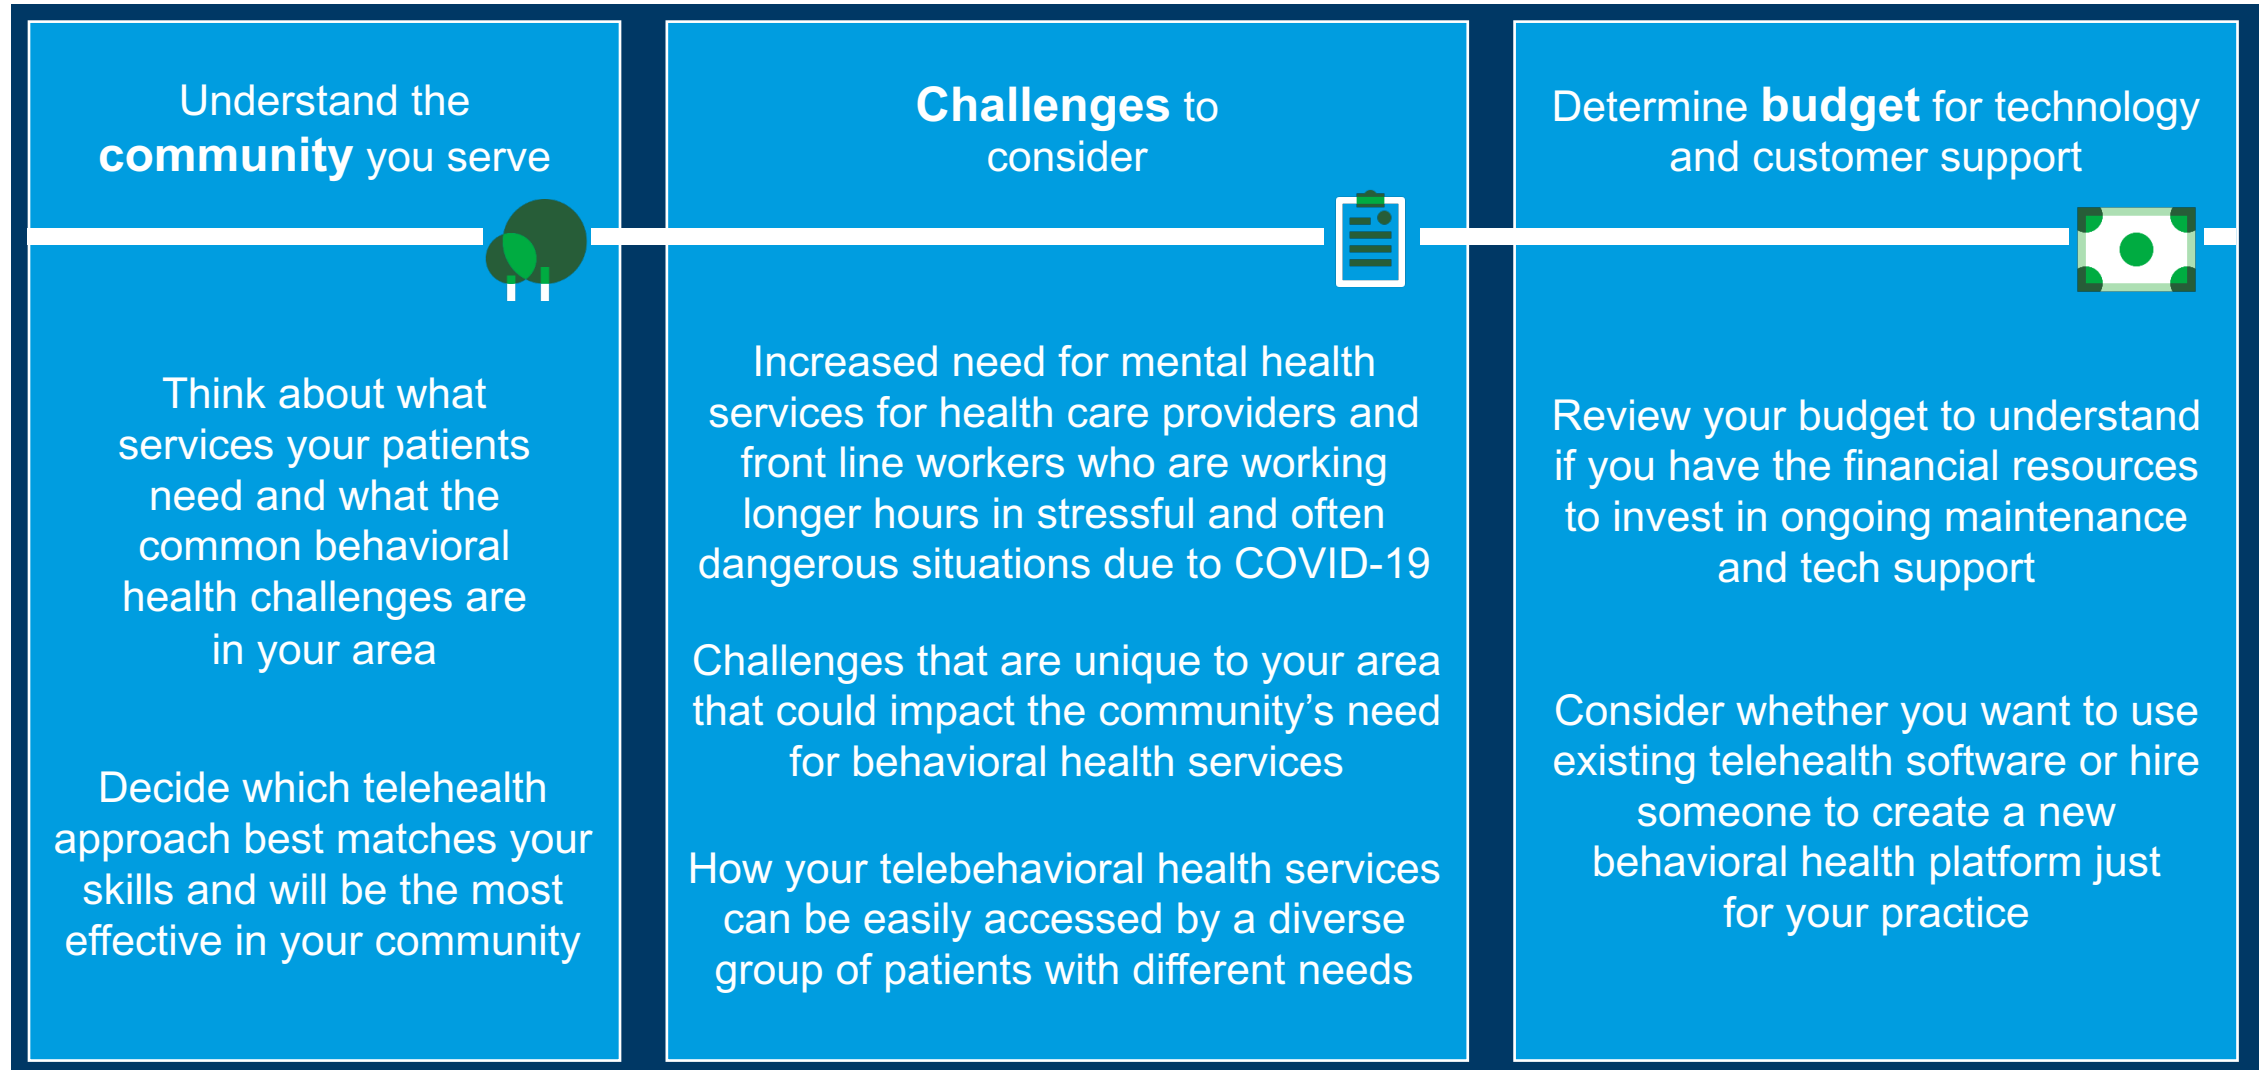 Understand the
community you serve
Think about what
services your patients
need and what the
common behavioral
health challenges are
in your area
Decide which telehealth
approach best matches your
skills and will be the most
effective in your community
Challenges to
consider
Increased need for mental health
services for health care providers and
front line workers who are working
longer hours in stressful and often
dangerous situations due to COVID-19
Challenges that are unique to your area
that could impact the community’s need
for behavioral health services
How your telebehavioral health services
can be easily accessed by a diverse
group of patients with different needs
Determine budget for technology
and customer support
Review your budget to understand
if you have the financial resources
to invest in ongoing maintenance
and tech support
Consider whether you want to use
existing telehealth software or hire
someone to create a new
behavioral health platform just
for your practice